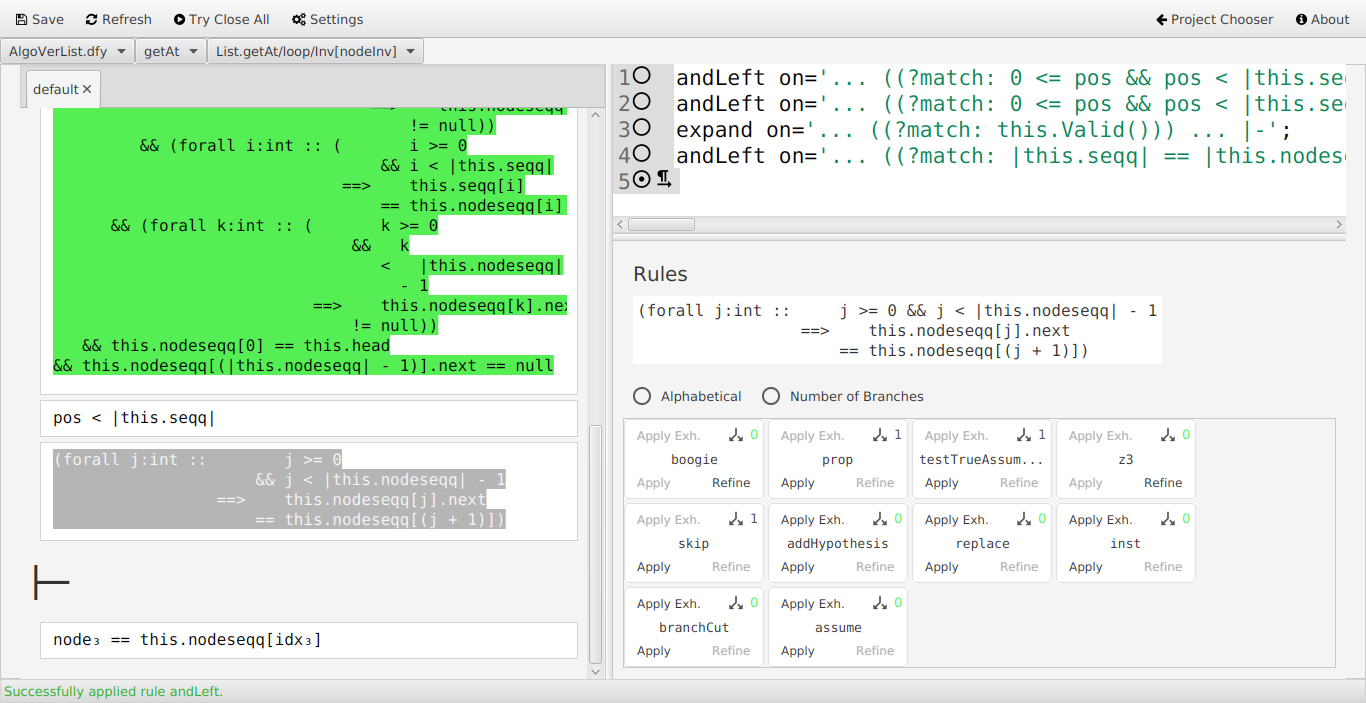 Save Refresh Try Close All Settings Project Chooser About
AlgoVerList.dfy getAt List.getAt/loop/Inv[nodeInv]
default
!= null))
&& (forall i:int :: ( i >= 0
&& i < |this.seqq|
==> this.seqq[i]
== this.nodeseqq[i]
&& (forall k:int :: ( k >= 0
&& k
< |this.nodeseqq|
- 1
==> this.nodeseqq[k].nex
!= null))
&& this.nodeseqq[0] == this.head
&& this.nodeseqq[(|this.nodeseqq| - 1)].next == null
pos < |this.seqq|
(forall j:int :: j >= 0
&& j < |this.nodeseqq| - 1
==> this.nodeseqq[j].next
== this.nodeseqq[(j + 1)])
node₃ == this.nodeseqq[idx₃]
1 andLeft on='... ((?match: 0 <= pos && pos < |this.se
2 andLeft on='... ((?match: 0 <= pos && pos < |this.se
3 expand on='... ((?match: this.Valid())) ... |-';
4 andLeft on='... ((?match: |this.seqq| == |this.nodes
5
Rules
(forall j:int :: j >= 0 && j < |this.nodeseqq| - 1
==> this.nodeseqq[j].next
== this.nodeseqq[(j + 1)])
Alphabetical Number of Branches
Apply Exh. 0 Apply Exh. 1 Apply Exh. 1 Apply Exh. 0
boogie prop testTrueAssum... z3
Apply Refine Apply Refine Apply Refine Apply Refine
Apply Exh. 1 Apply Exh. 0 Apply Exh. 0 Apply Exh. 0
skip addHypothesis replace inst
Apply Refine Apply Refine Apply Refine Apply Refine
Apply Exh. 0 Apply Exh. 0
branchCut assume
Apply Refine Apply Refine
Successfully applied rule andLeft.